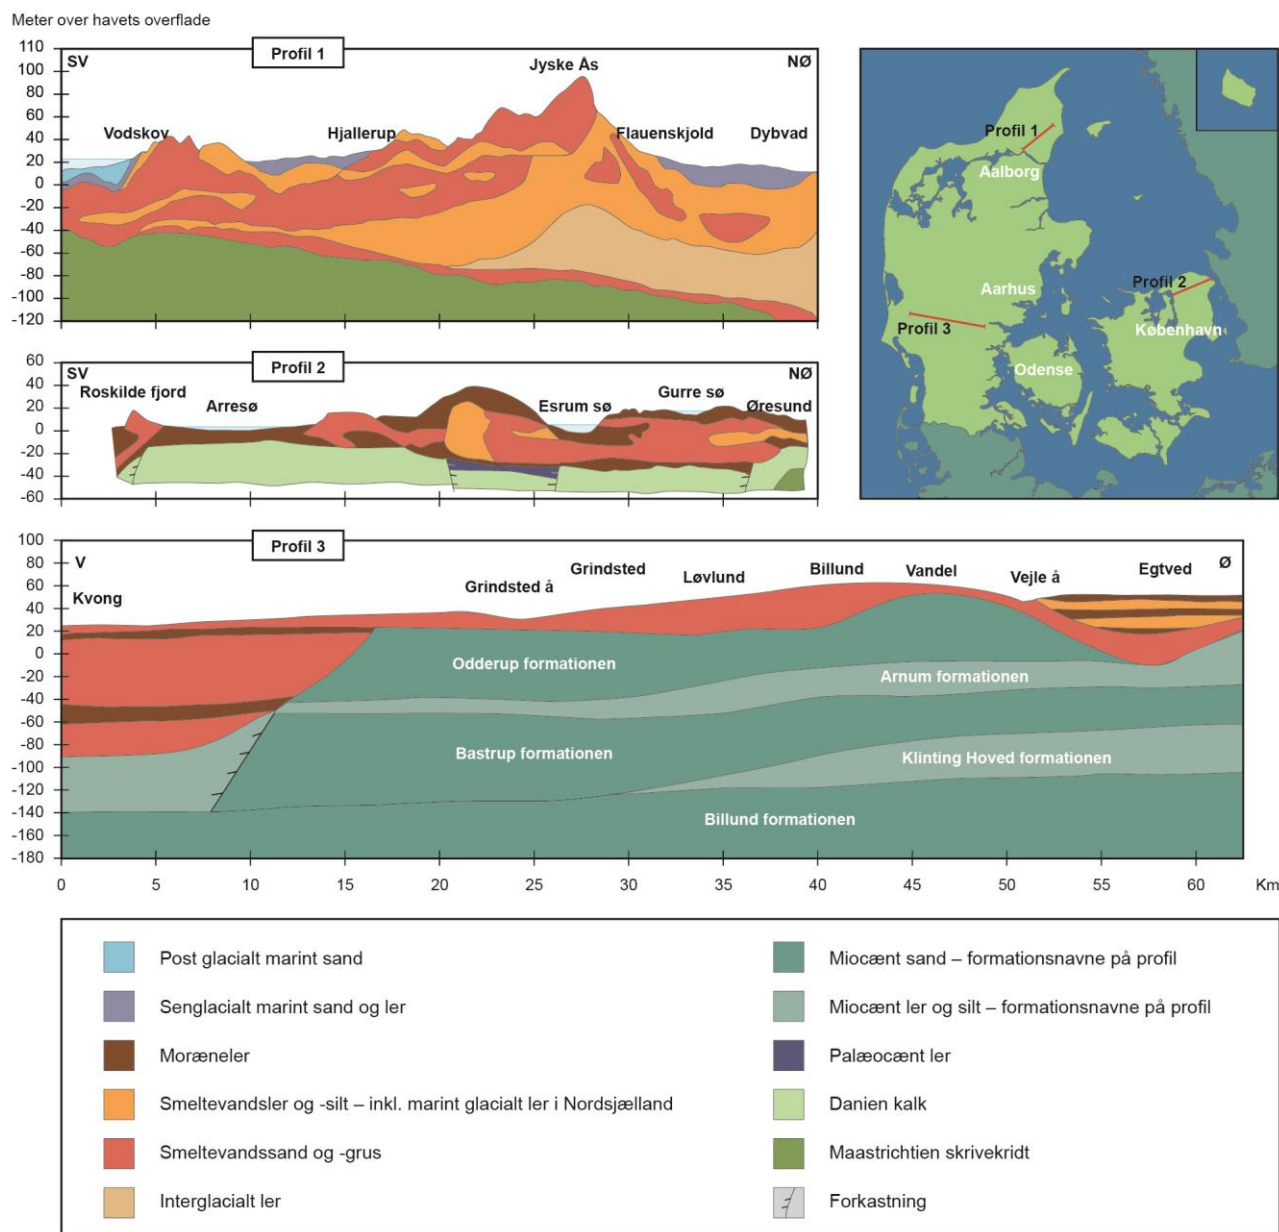 Meter over havets overflade
Profil 1
SV
NØ
Jyske Ås
Vodskov
Hjallerup
Flauenskjold
Dybvad
110
100
80
60
40
20
0
-20
-40
-60
-80
-100
-120
Profil 2
SV
NØ
Roskilde fjord
Arresø
Esrum sø
Gurre sø
Øresund
60
40
20
0
-20
-40
-60
Profil 1
Aalborg
Aarhus
Profil 2
Profil 3
København
Odense
Profil 3
V
Ø
Kvong
Grindsted å
Grindsted
Løvlund
Billund
Vandel
Vejle å
Egtved
100
80
60
40
20
0
-20
-40
-60
-80
-100
-120
-140
-160
-180
Odderup formationen
Arnum formationen
Bastrup formationen
Klinting Hoved formationen
Billund formationen
0 5 10 15 20 25 30 35 40 45 50 55 60 Km
Post glacialt marint sand
Senglacialt marint sand og ler
Moræneler
Smeltevandsler og -silt – inkl. marint glacialt ler i Nordsjælland
Smeltevandssand og -grus
Interglacialt ler
Miocænt sand – formationsnavne på profil
Miocænt ler og silt – formationsnavne på profil
Palæocænt ler
Danien kalk
Maastrichtien skrivekridt
Forkastning